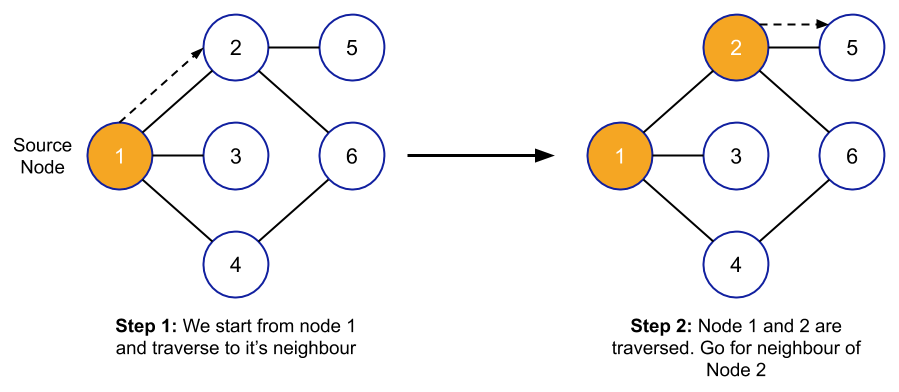 2
5
Source
Node
1
3
6
4
Step 1: We start from node 1
and traverse to it's neighbour
2
5
1
3
6
4
Step 2: Node 1 and 2 are
traversed. Go for neighbour of
Node 2